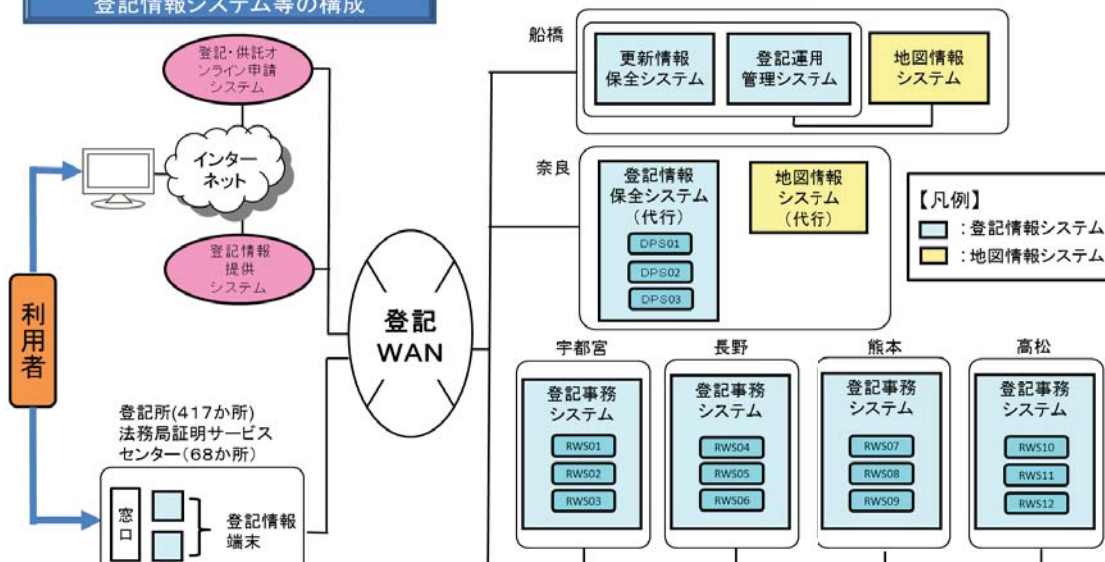 登記情報システム等の構成
登記・供託オ
ンライン申請
システム
インター
ネット
登記情報
提供
システム
利用者
登記所(417か所)
法務局証明サービス
センター(68か所)
窓口
登記情報
端末
登記
WAN
船橋
更新情報
保全システム
登記運用
管理システム
地図情報
システム
奈良
登記情報
保全システム
(代行)
DPS01
DPS02
DPS03
地図情報
システム
(代行)
【凡例】
：登記情報システム
：地図情報システム
宇都宮
登記事務
システム
RWS01
RWS02
RWS03
長野
登記事務
システム
RWS04
RWS05
RWS06
熊本
登記事務
システム
RWS07
RWS08
RWS09
高松
登記事務
システム
RWS10
RWS11
RWS12